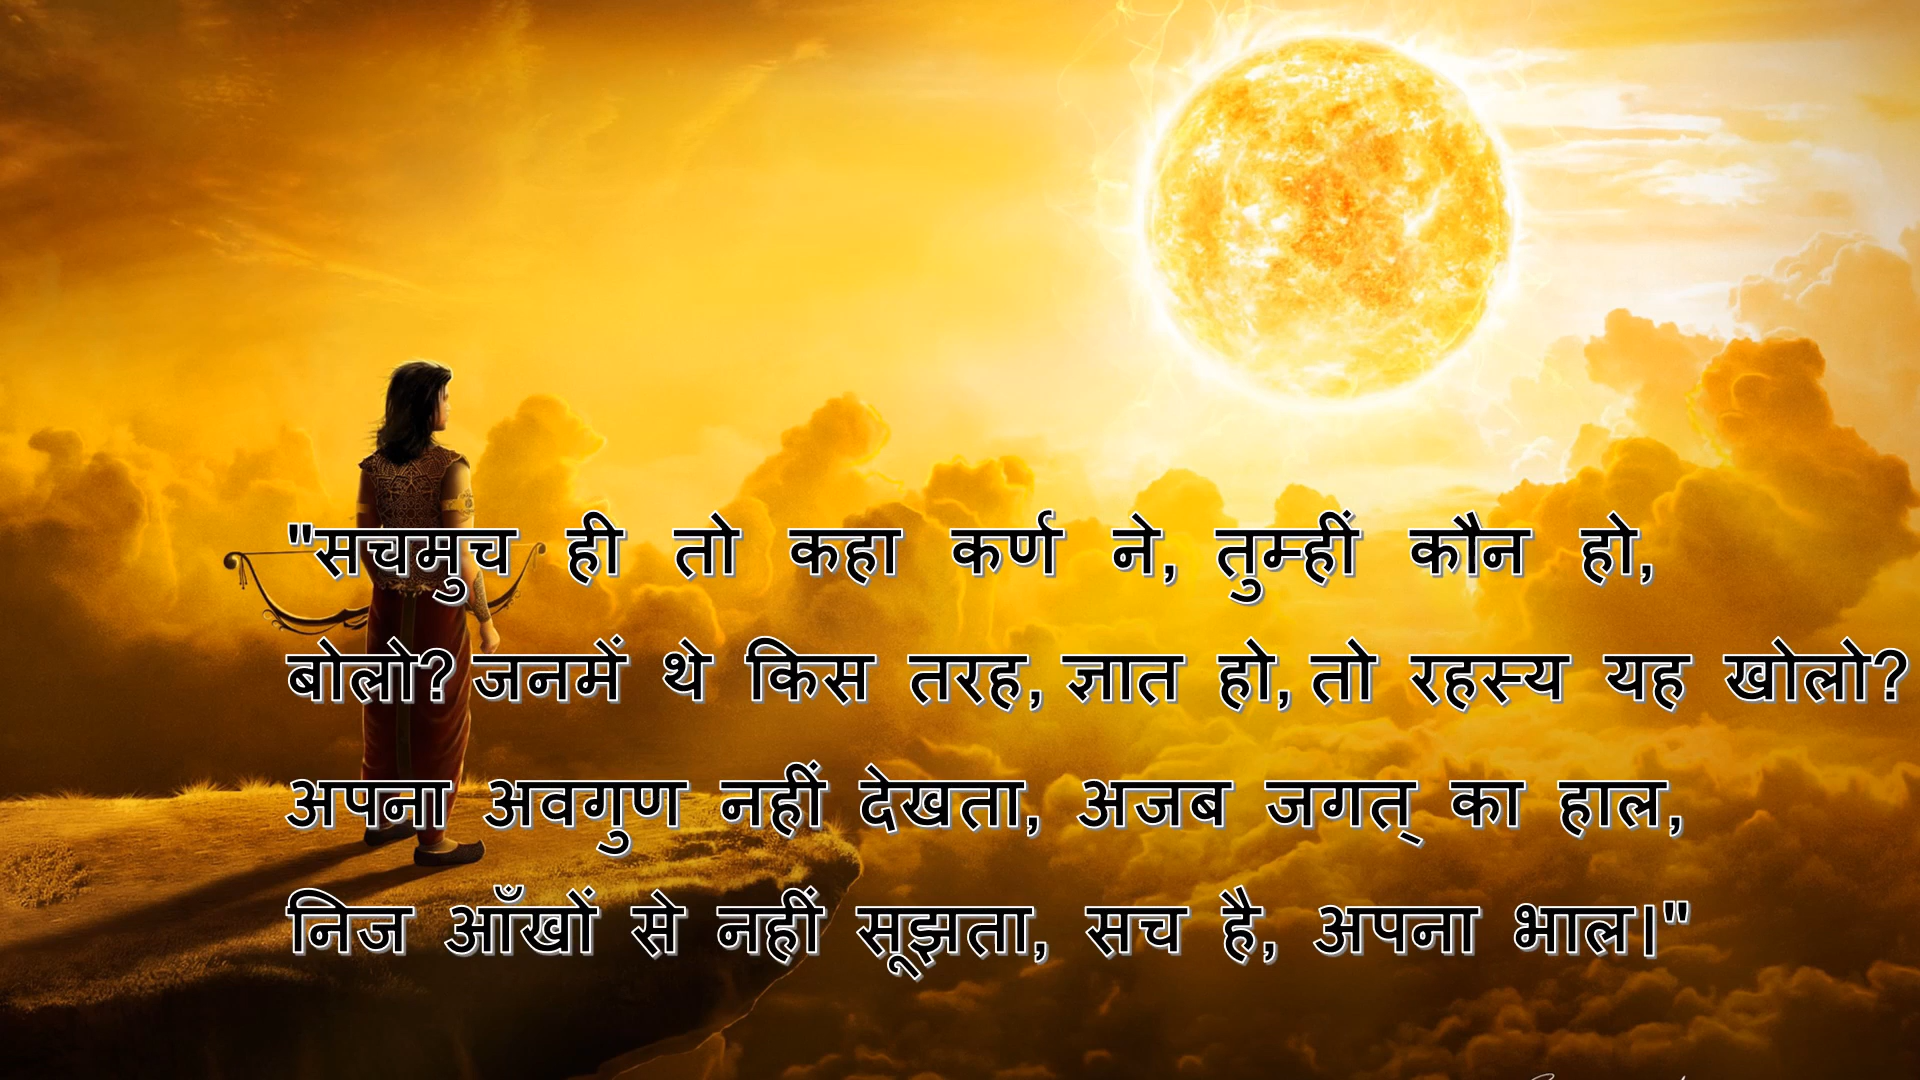 "सचमुच ही तो कहा कर्ण ने, तुम्हीं कौन हो,
बोलो? जनमें थे किस तरह, ज्ञात हो, तो रहस्य यह खोलो?
अपना अवगुण नहीं देखता, अजब जगत् का हाल,
निज आँखों से नहीं सूझता, सच है, अपना भाल।"